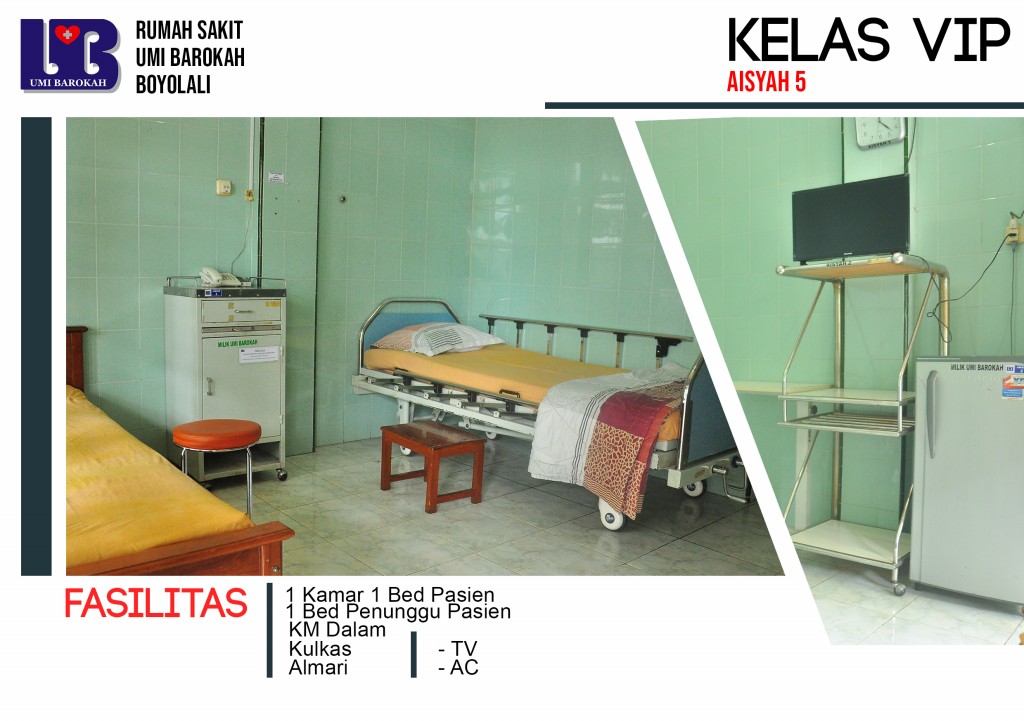 UMI BAROKAH
RUMAH SAKIT
UMI BAROKAH
BOYOLALI
KELAS VIP
AISYAH 5
MILIK UMI BAROKAH
MILIK UMI BAROKAH
FASILITAS
1 Kamar 1 Bed Pasien
1 Bed Penunggu Pasien
KM Dalam
Kulkas
Almari
- TV
- AC